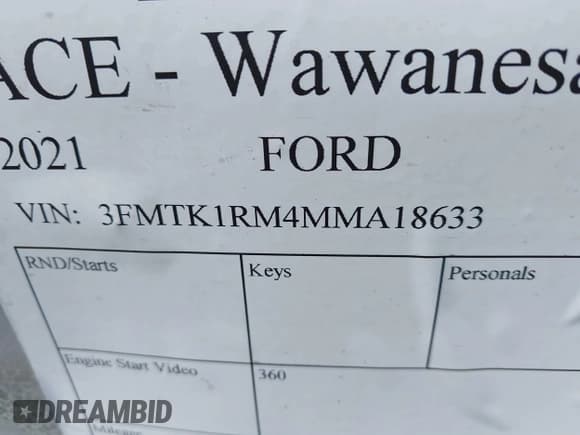 ACE - Wawanesa
2021 FORD
VIN: 3FMTK1RM4MMA18633
RND/Starts Keys Personals
Engine Start Video 360
DREAMBID